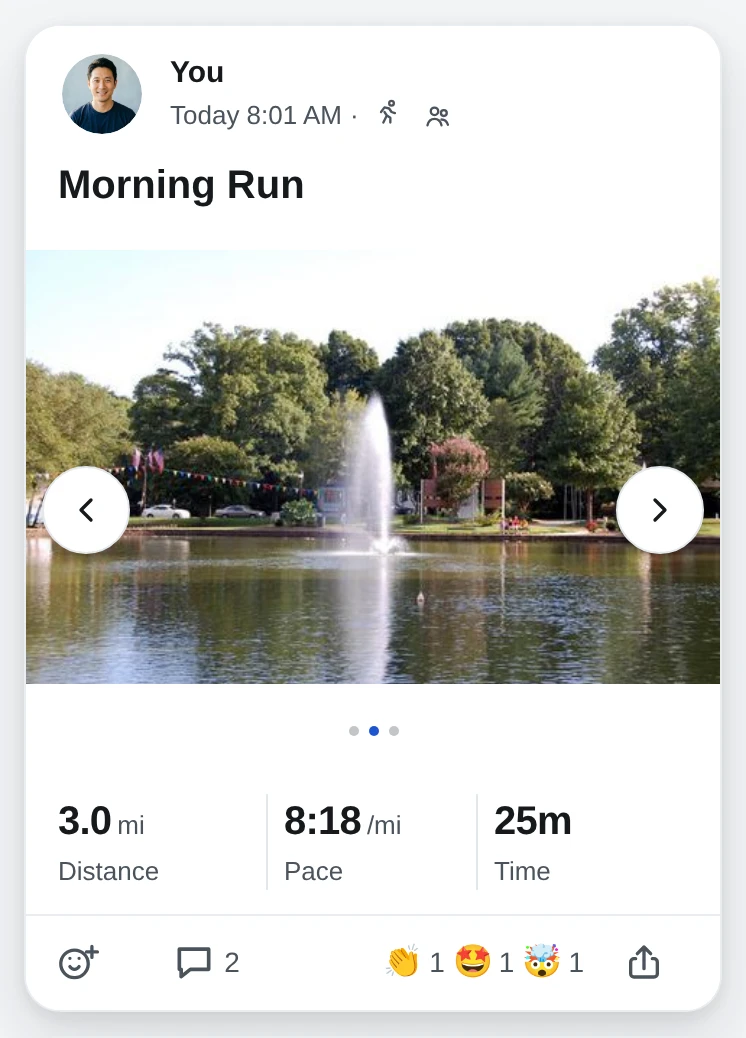 You
Today 8:01 AM ·
Morning Run
3.0 mi
Distance
8:18 /mi
Pace
25m
Time
2
👏 1 🤩 1 🤯 1